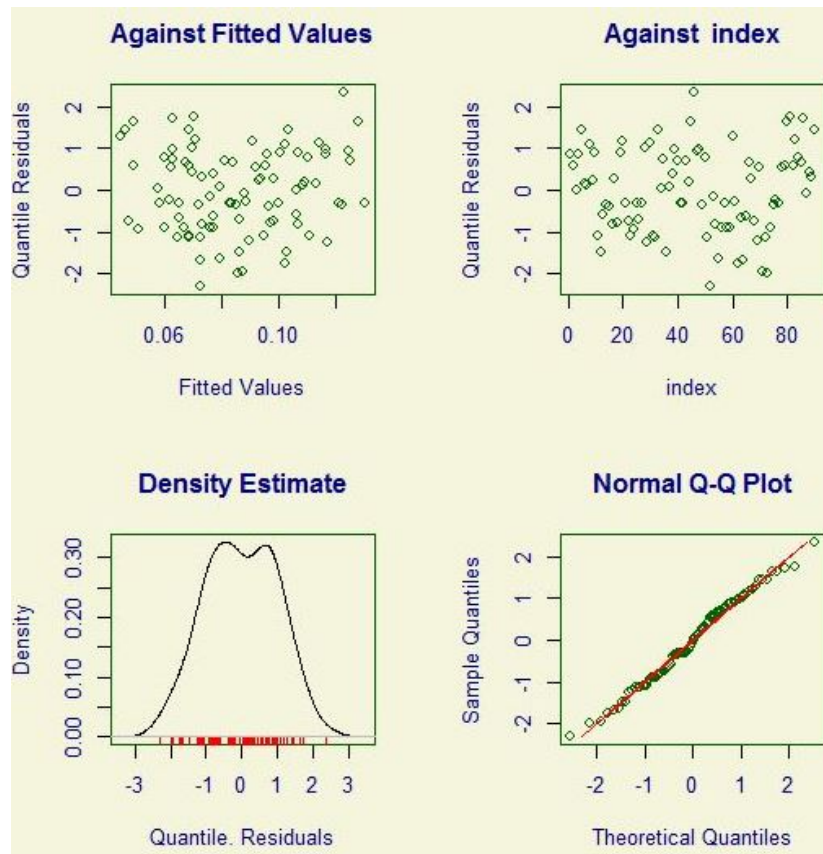 Against Fitted Values
Quantile Residuals
2
1
0
-1
-2
0.06 0.10
Fitted Values
Against index
Quantile Residuals
2
1
0
-1
-2
0 20 40 60 80
index
Density Estimate
Density
0.30
0.20
0.10
0.00
-3 -1 0 1 2 3
Quantile. Residuals
Normal Q-Q Plot
Sample Quantiles
2
1
0
-1
-2
-2 -1 0 1 2
Theoretical Quantiles